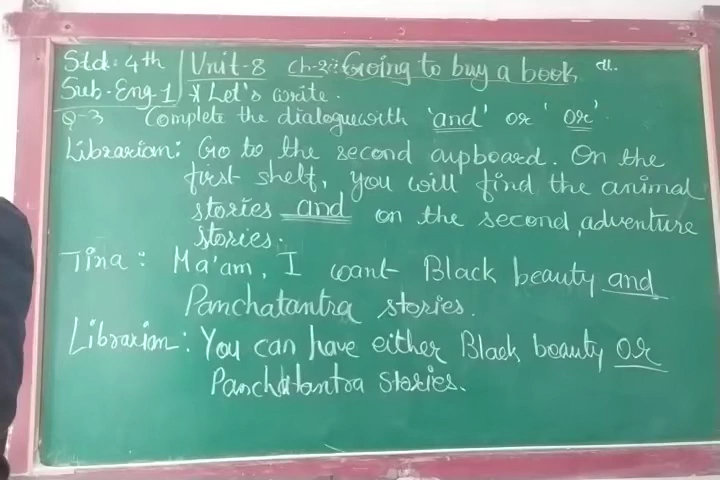 Std: 4th Unit-8 ch-2: Going to buy a book dt.
Sub-Eng-1 * Let's write.
Q-3 Complete the dialogue with 'and' or 'or'
Librarian: Go to the second cupboard. On the
first shelf, you will find the animal
stories and on the second, adventure
stories.
Tina: Ma'am, I want Black beauty and
Panchatantra stories.
Librarian: You can have either Black beauty or
Panchatantra stories.